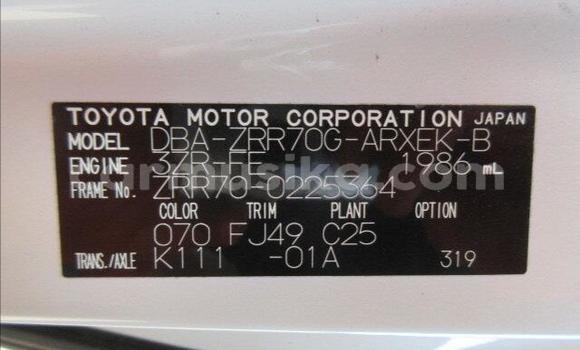 TOYOTA MOTOR CORPORATION JAPAN
MODEL DBA-ZRR70G-ARXEK-B
ENGINE 3ZR-FE 1986 mL
FRAME No. ZRR70-0225364
COLOR TRIM PLANT OPTION
070 FJ49 C25
TRANS./AXLE K111 -01A 319